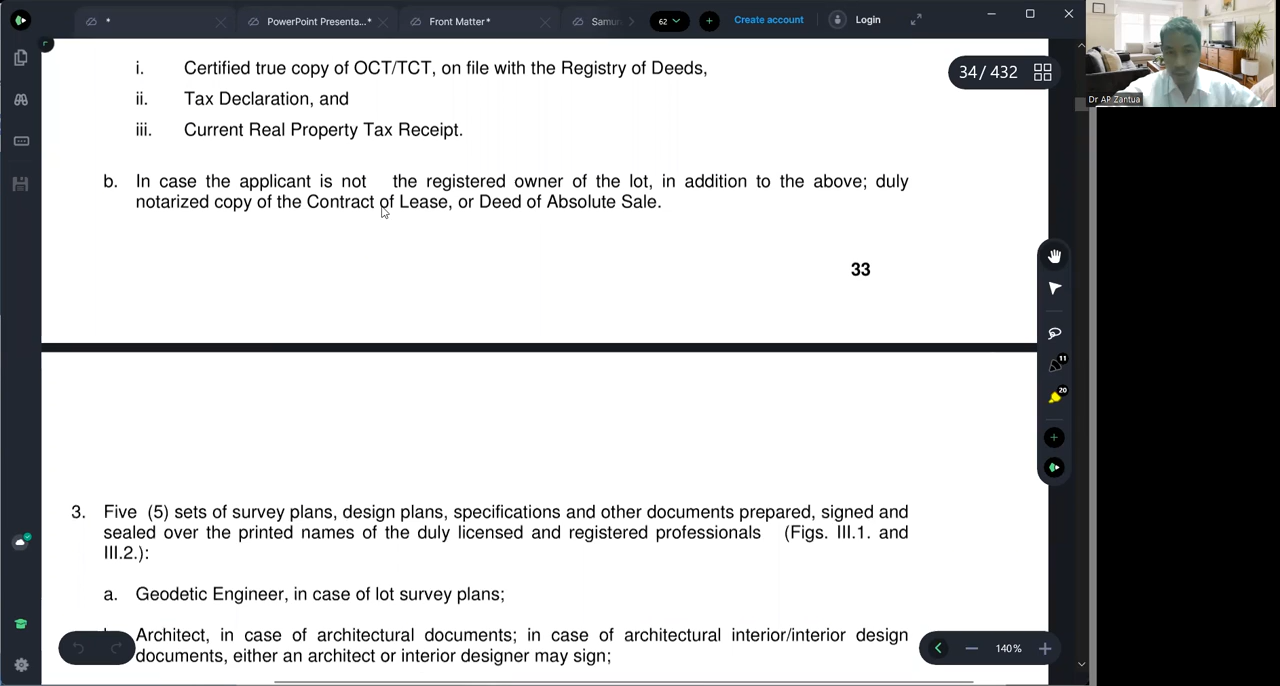 *
PowerPoint Presenta...*
Front Matter*
Samu
62
Create account
Login
i. Certified true copy of OCT/TCT, on file with the Registry of Deeds,
34 / 432
ii. Tax Declaration, and
Dr AP Zantua
iii. Current Real Property Tax Receipt.
b. In case the applicant is not the registered owner of the lot, in addition to the above; duly
notarized copy of the Contract of Lease, or Deed of Absolute Sale.
33
11
20
3. Five (5) sets of survey plans, design plans, specifications and other documents prepared, signed and
sealed over the printed names of the duly licensed and registered professionals (Figs. III.1. and
III.2.):
a. Geodetic Engineer, in case of lot survey plans;
Architect, in case of architectural documents; in case of architectural interior/interior design
documents, either an architect or interior designer may sign;
140%